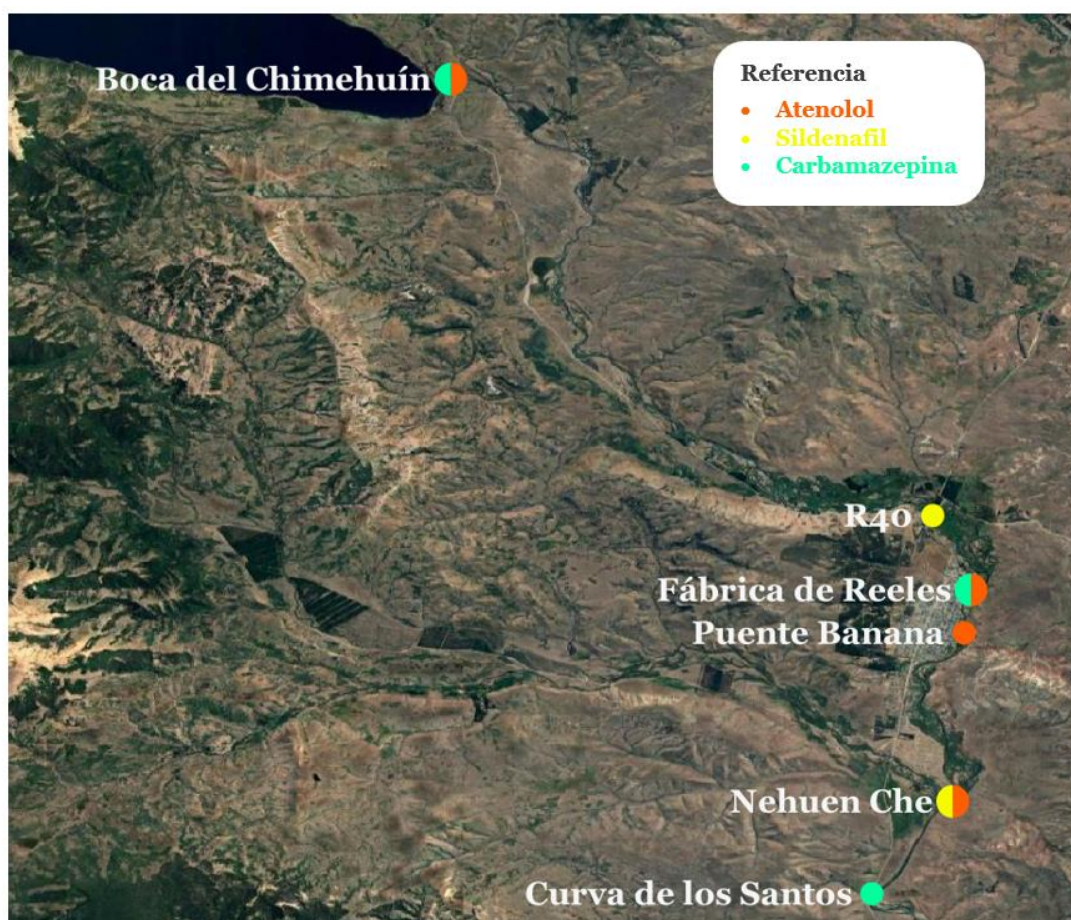 Boca del Chimehuín
Referencia
Atenolol
Sildenafil
Carbamazepina
R40
Fábrica de Reeles
Puente Banana
Nehuen Che
Curva de los Santos